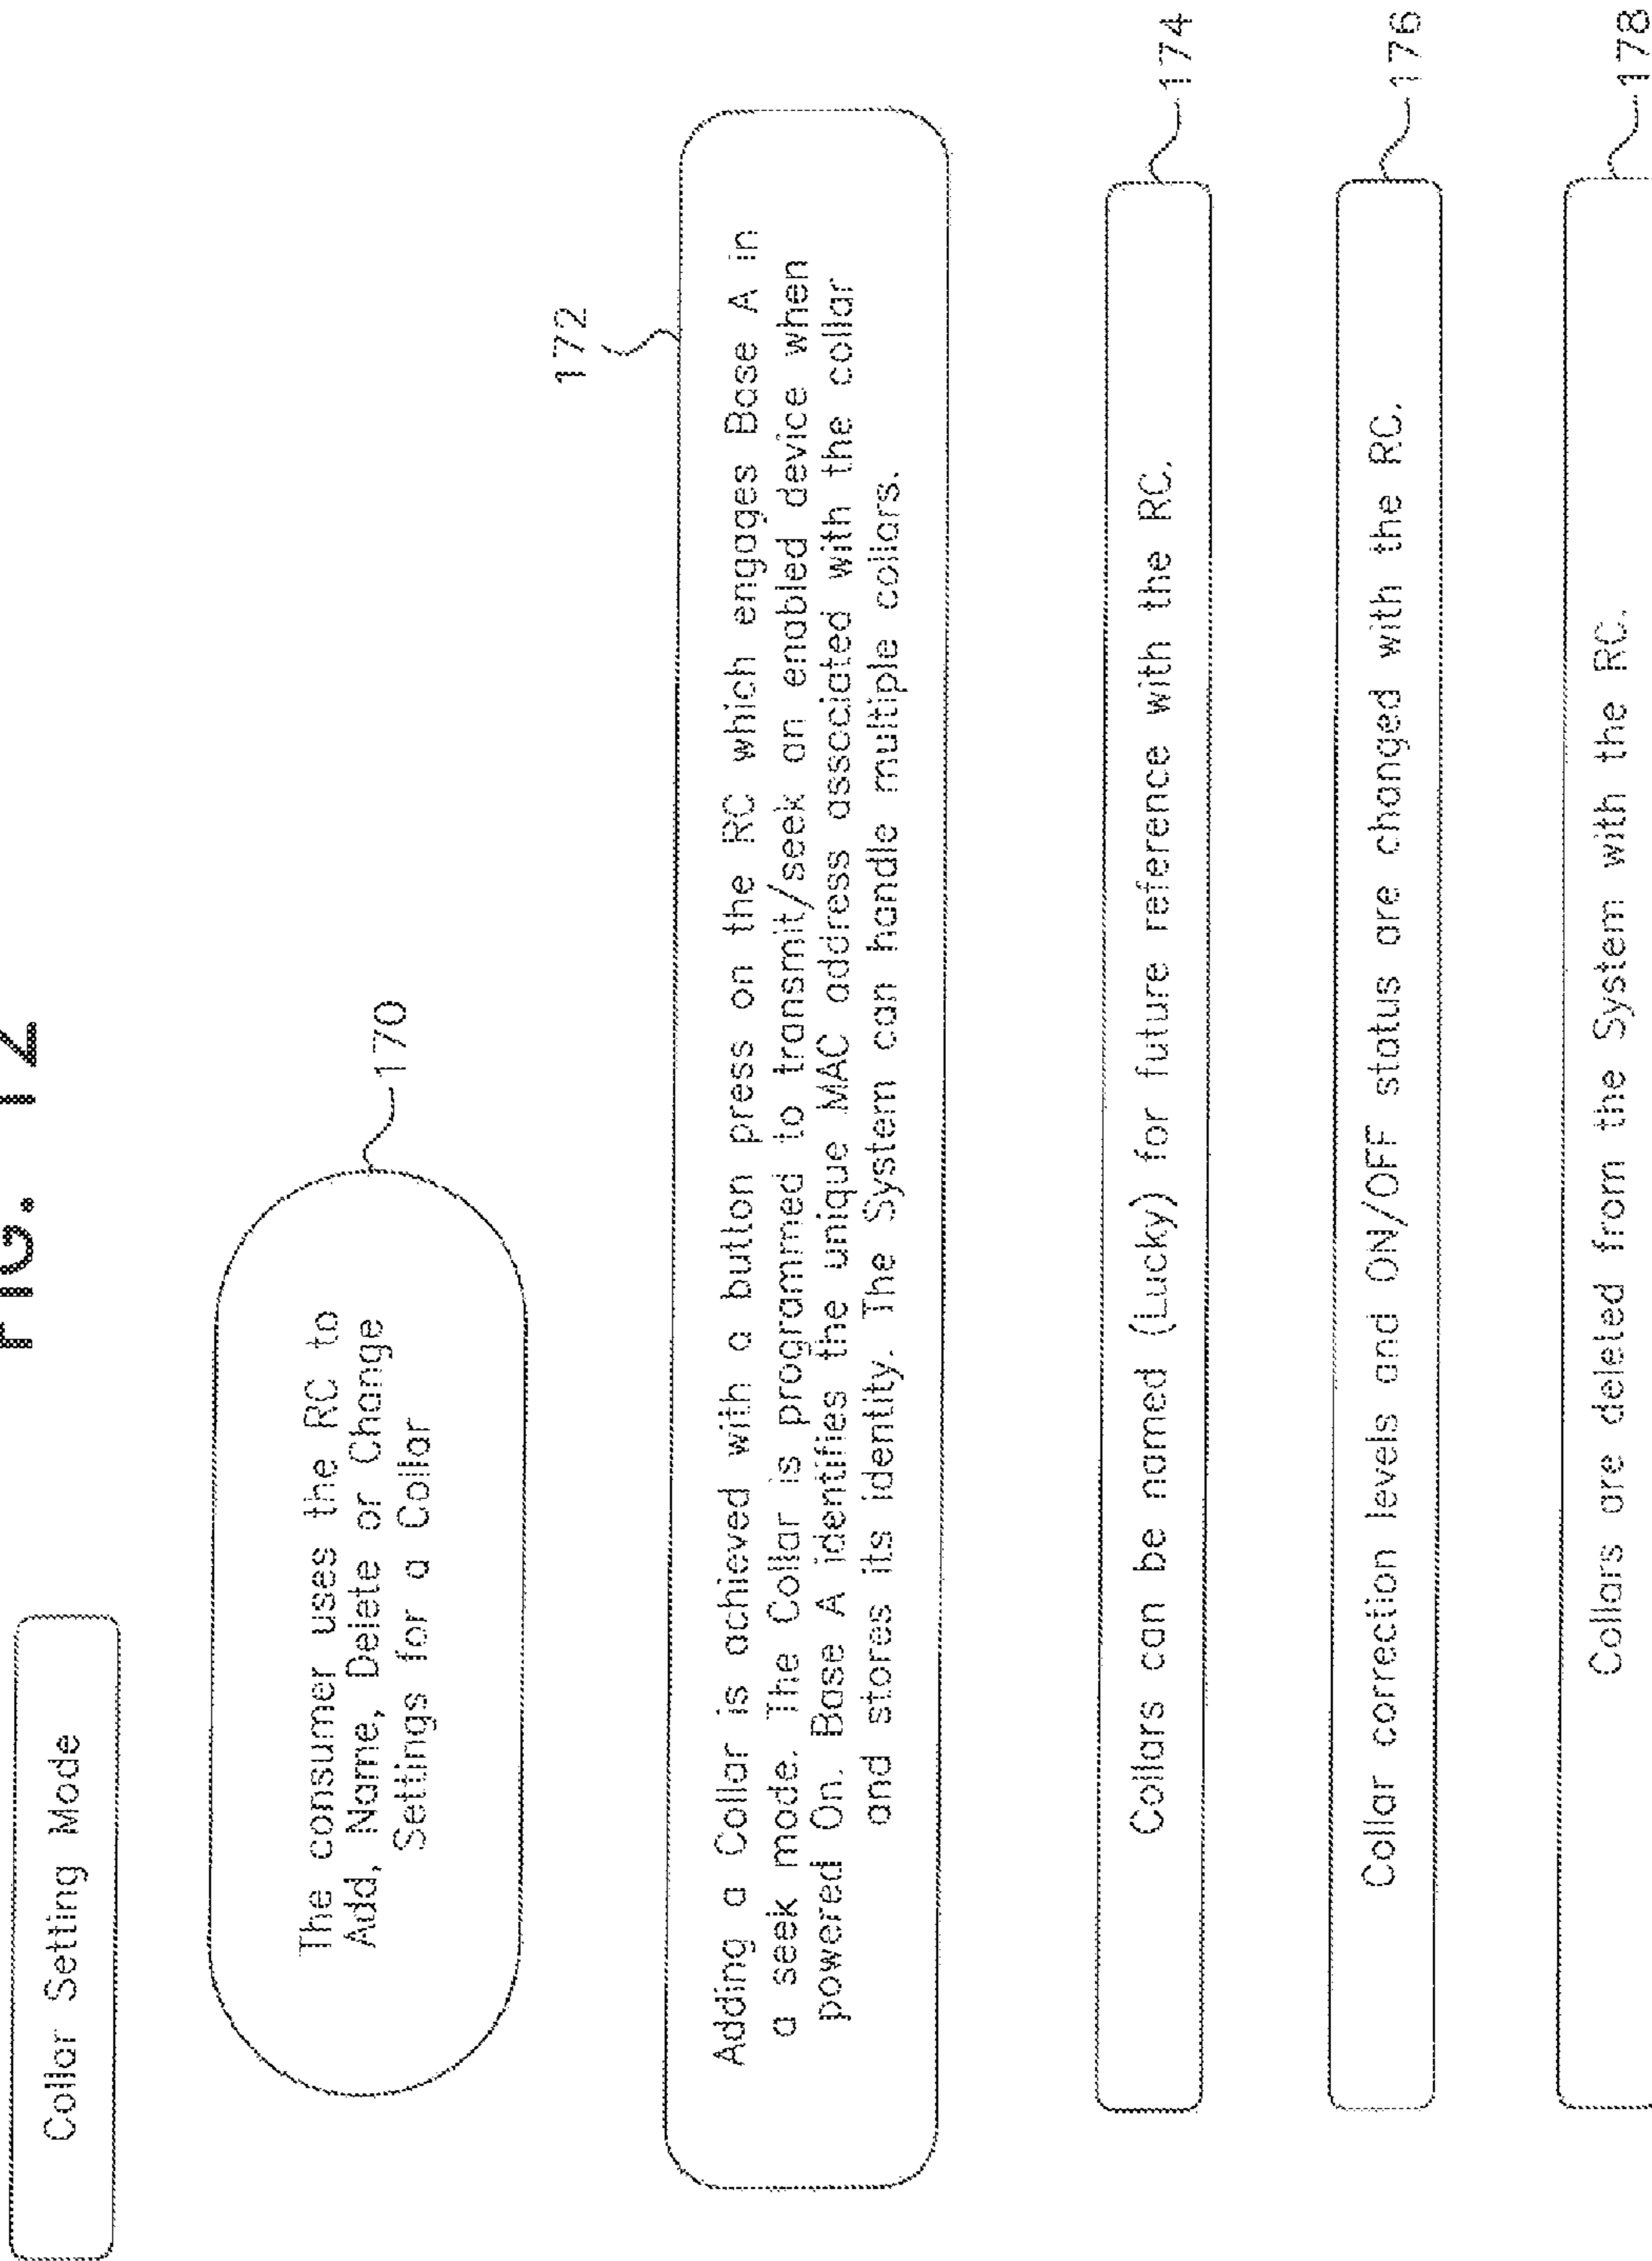 FIG. 12
Collar Setting Mode
The consumer uses the RC to
Add, Name, Delete or Change
Settings for a Collar
170
172
Adding a Collar is achieved with a button press on the RC which engages Base A in
a seek mode. The Collar is programmed to transmit/seek an enabled device when
powered On. Base A identifies the unique MAC address associated with the collar
and stores its identity. The System can handle multiple collars.
Collars can be named (Lucky) for future reference with the RC.
174
Collar correction levels and ON/OFF status are changed with the RC.
176
Collars are deleted from the System with the RC.
178